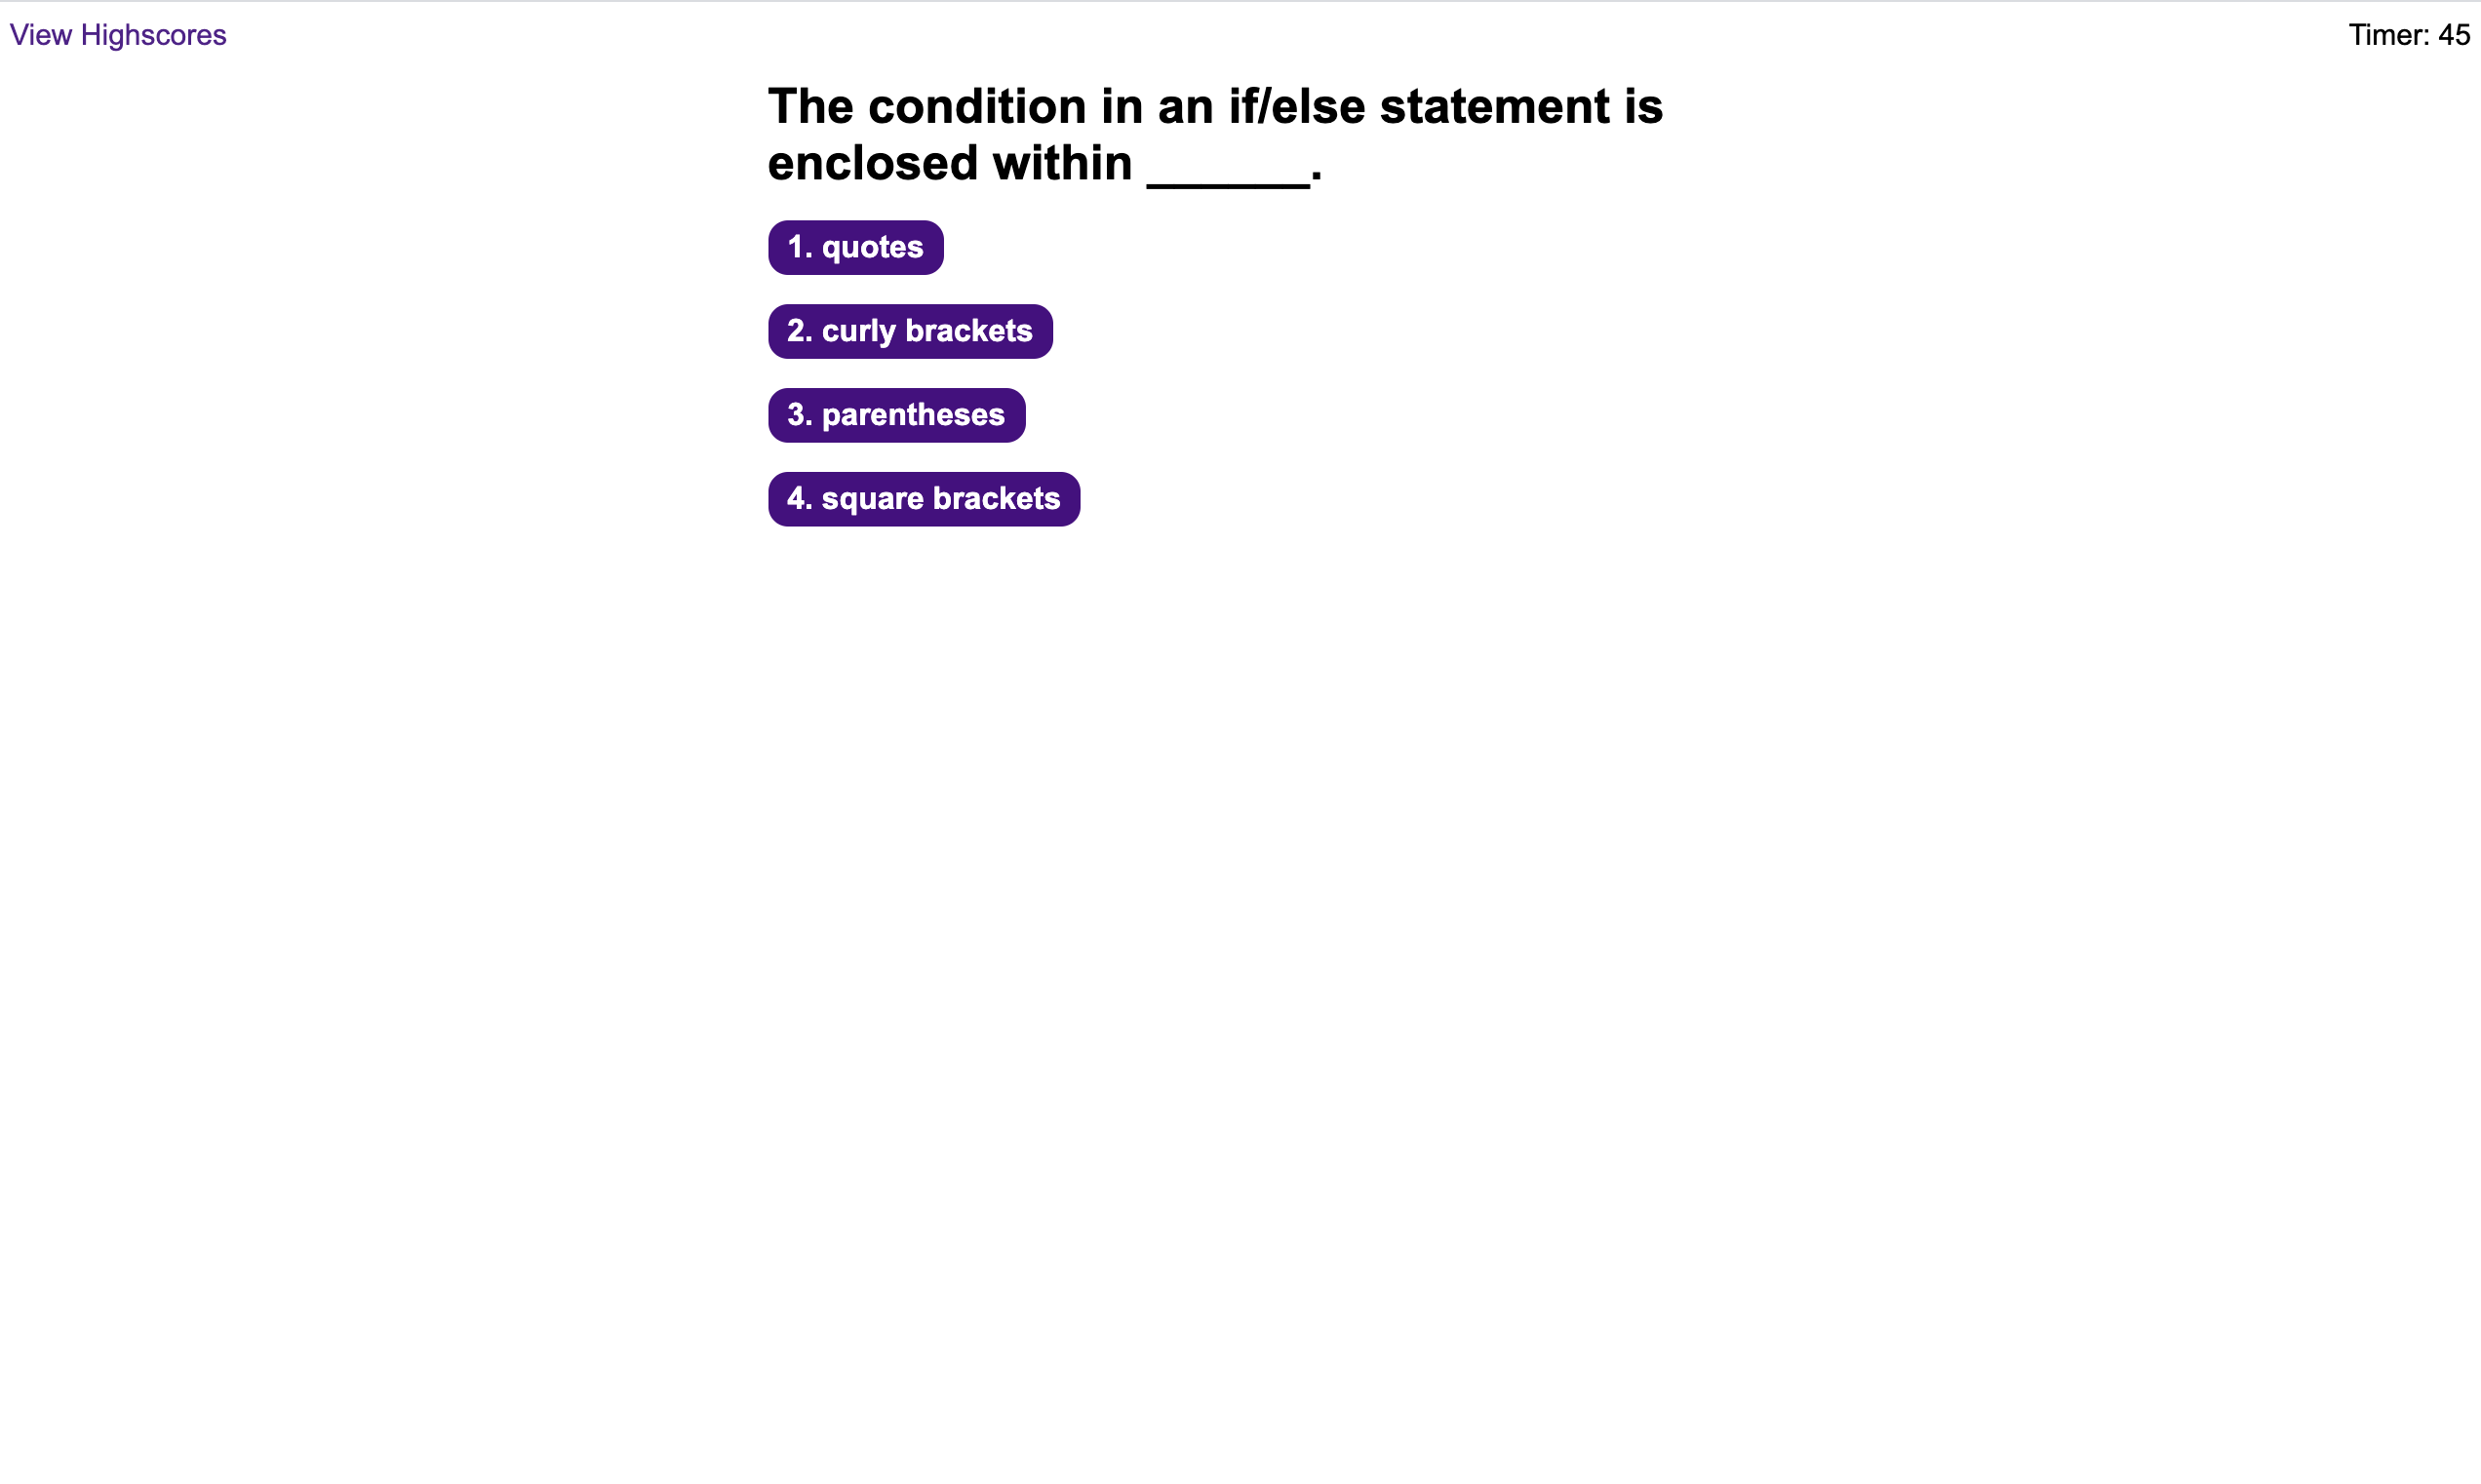 View Highscores
Timer: 45
The condition in an if/else statement is
enclosed within ______.
1. quotes
2. curly brackets
3. parentheses
4. square brackets